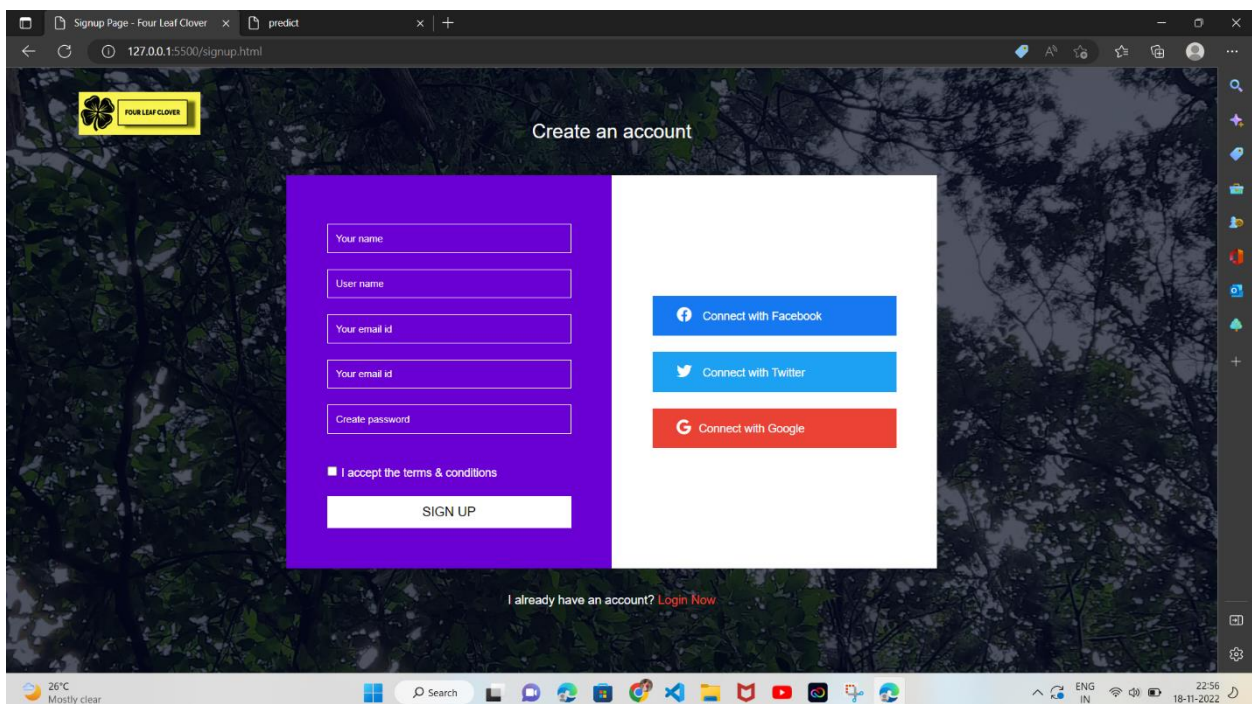 Signup Page - Four Leaf Clover
predict
127.0.0.1:5500/signup.html
FOUR LEAF CLOVER
Create an account
Your name
User name
Your email id
Your email id
Create password
I accept the terms & conditions
SIGN UP
Connect with Facebook
Connect with Twitter
Connect with Google
I already have an account? Login Now
26°C
Mostly clear
Search
ENG
IN
22:56
18-11-2022